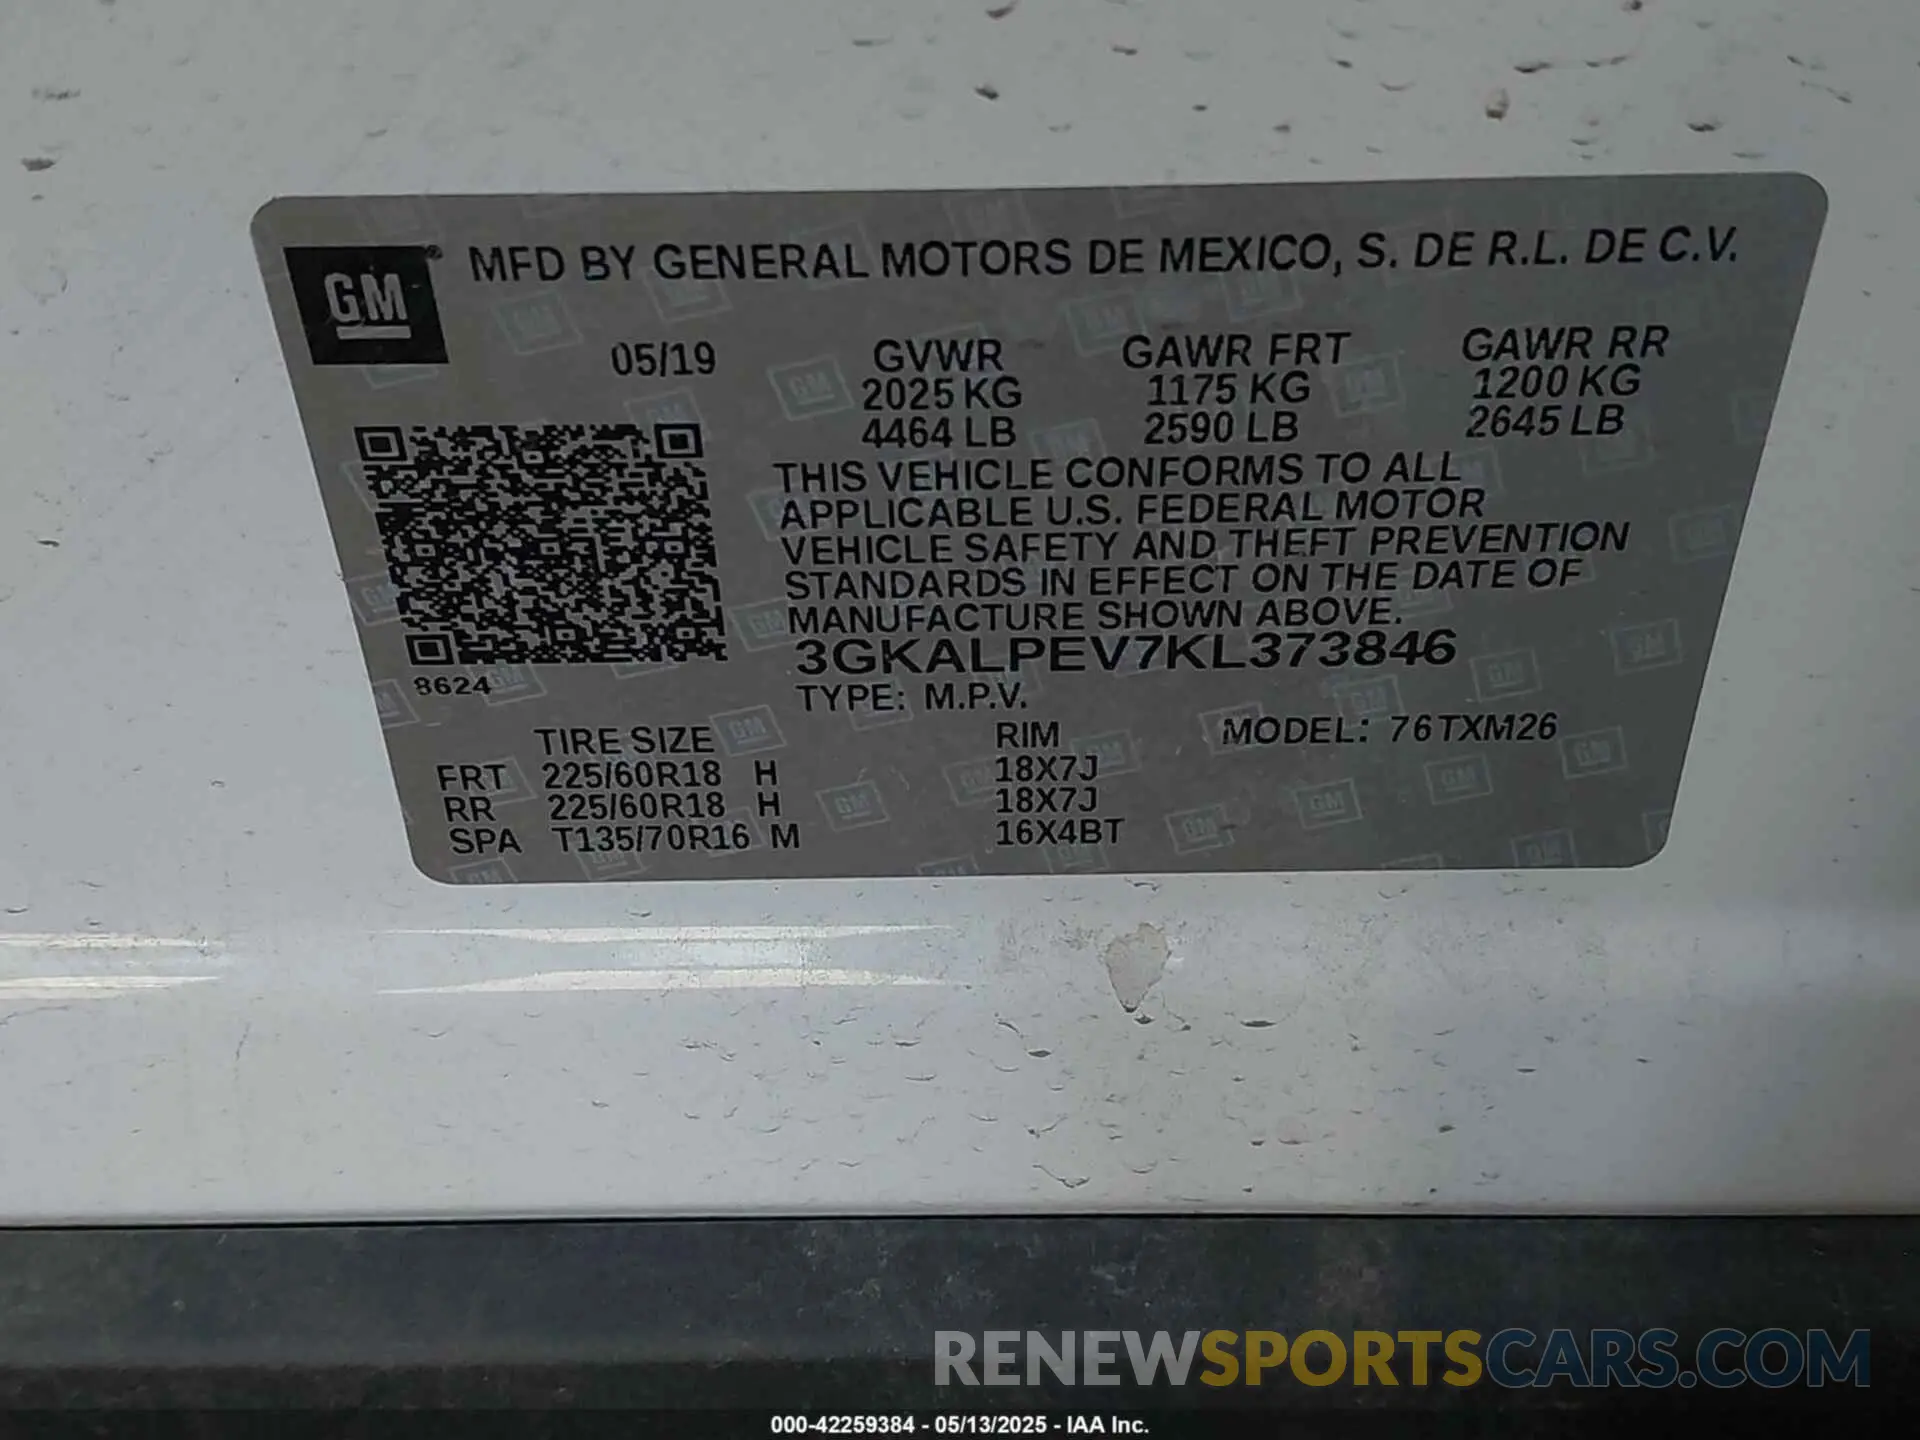 GM® MFD BY GENERAL MOTORS DE MEXICO, S. DE R.L. DE C.V.
05/19 GVWR GAWR FRT GAWR RR
2025 KG 1175 KG 1200 KG
4464 LB 2590 LB 2645 LB
THIS VEHICLE CONFORMS TO ALL
APPLICABLE U.S. FEDERAL MOTOR
VEHICLE SAFETY AND THEFT PREVENTION
STANDARDS IN EFFECT ON THE DATE OF
MANUFACTURE SHOWN ABOVE.
3GKALPEV7KL373846
8624
TYPE: M.P.V.
TIRE SIZE RIM MODEL: 76TXM26
FRT 225/60R18 H 18X7J
RR 225/60R18 H 18X7J
SPA T135/70R16 M 16X4BT
RENEWSPORTSCARS.COM
000-42259384 - 05/13/2025 - IAA Inc.